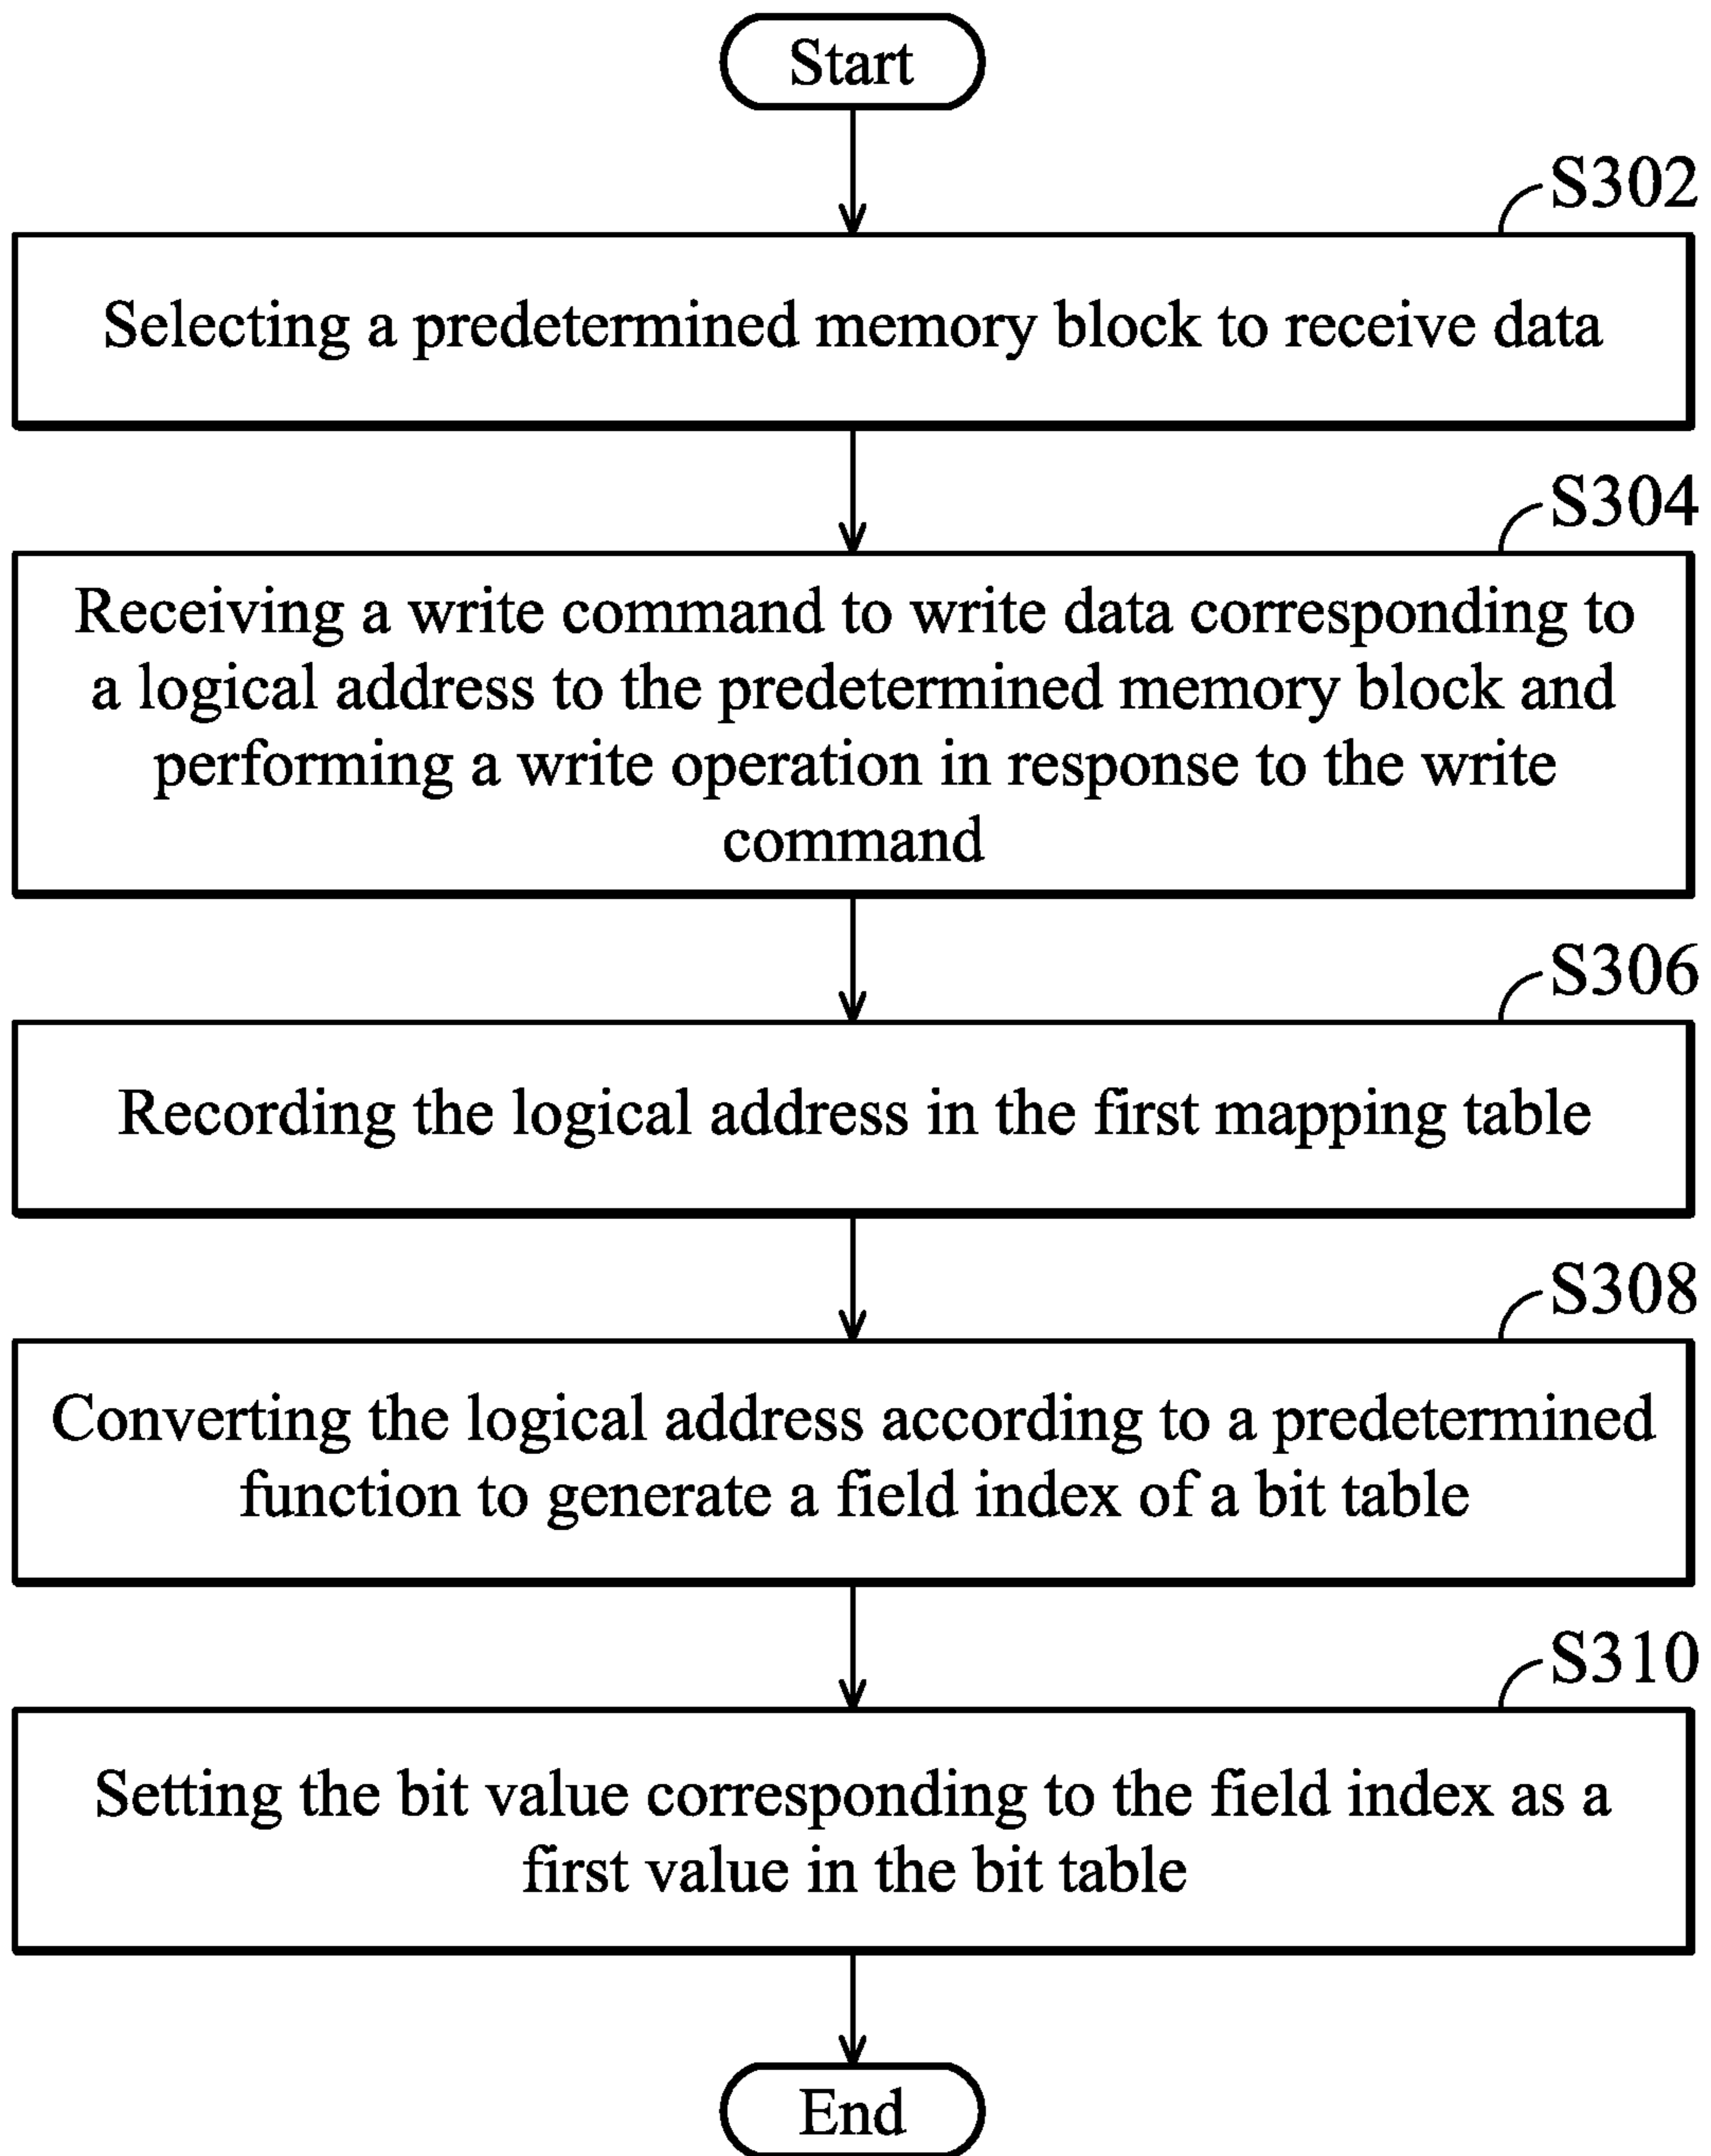 Start
S302
Selecting a predetermined memory block to receive data
S304
Receiving a write command to write data corresponding to
a logical address to the predetermined memory block and
performing a write operation in response to the write
command
S306
Recording the logical address in the first mapping table
S308
Converting the logical address according to a predetermined
function to generate a field index of a bit table
S310
Setting the bit value corresponding to the field index as a
first value in the bit table
End